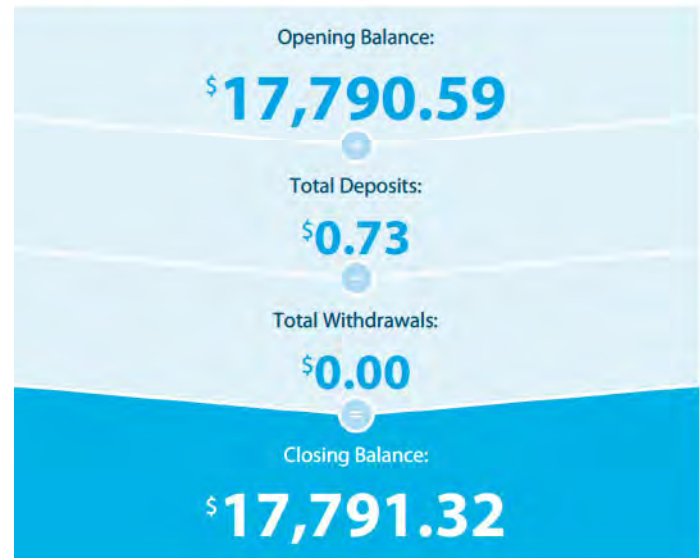 Opening Balance:
$17,790.59
+
Total Deposits:
$0.73
−
Total Withdrawals:
$0.00
=
Closing Balance:
$17,791.32